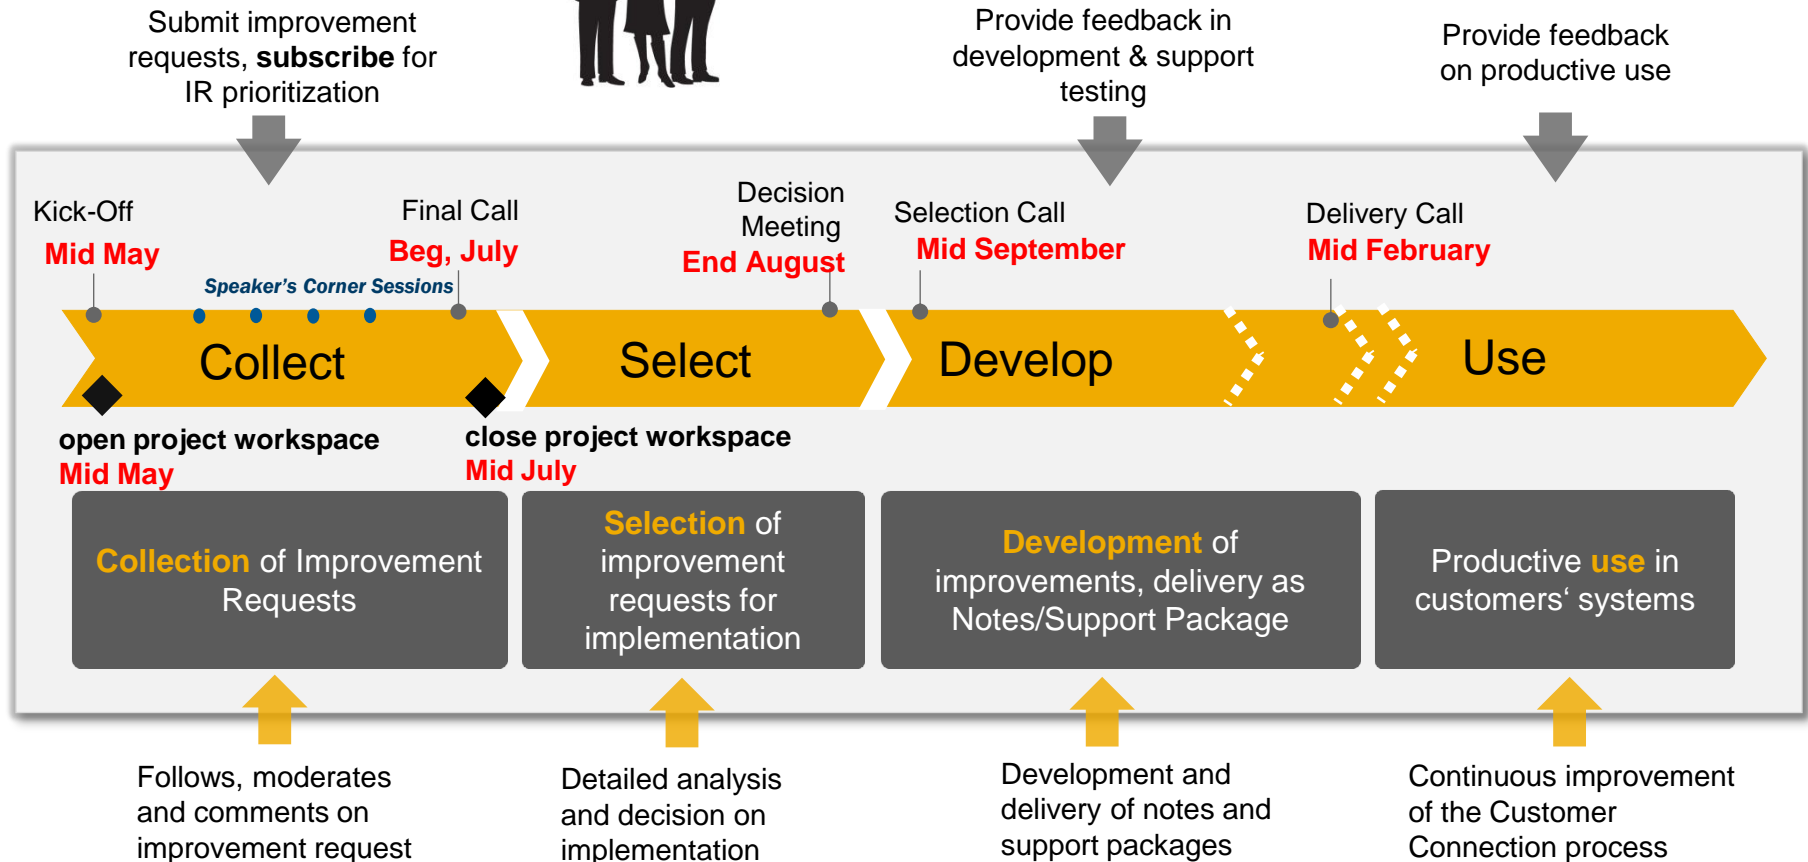 Submit improvement
requests, subscribe for
IR prioritization
Provide feedback in
development & support
testing
Provide feedback
on productive use
Kick-Off
Mid May
Final Call
Beg, July
Decision
Meeting
End August
Selection Call
Mid September
Delivery Call
Mid February
Speaker's Corner Sessions
Collect
Select
Develop
Use
open project workspace
Mid May
close project workspace
Mid July
Collection of Improvement
Requests
Selection of
improvement
requests for
implementation
Development of
improvements, delivery as
Notes/Support Package
Productive use in
customers‘ systems
Follows, moderates
and comments on
improvement request
Detailed analysis
and decision on
implementation
Development and
delivery of notes and
support packages
Continuous improvement
of the Customer
Connection process